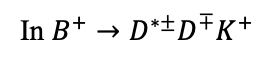 In B⁺ → D*±D∓K⁺